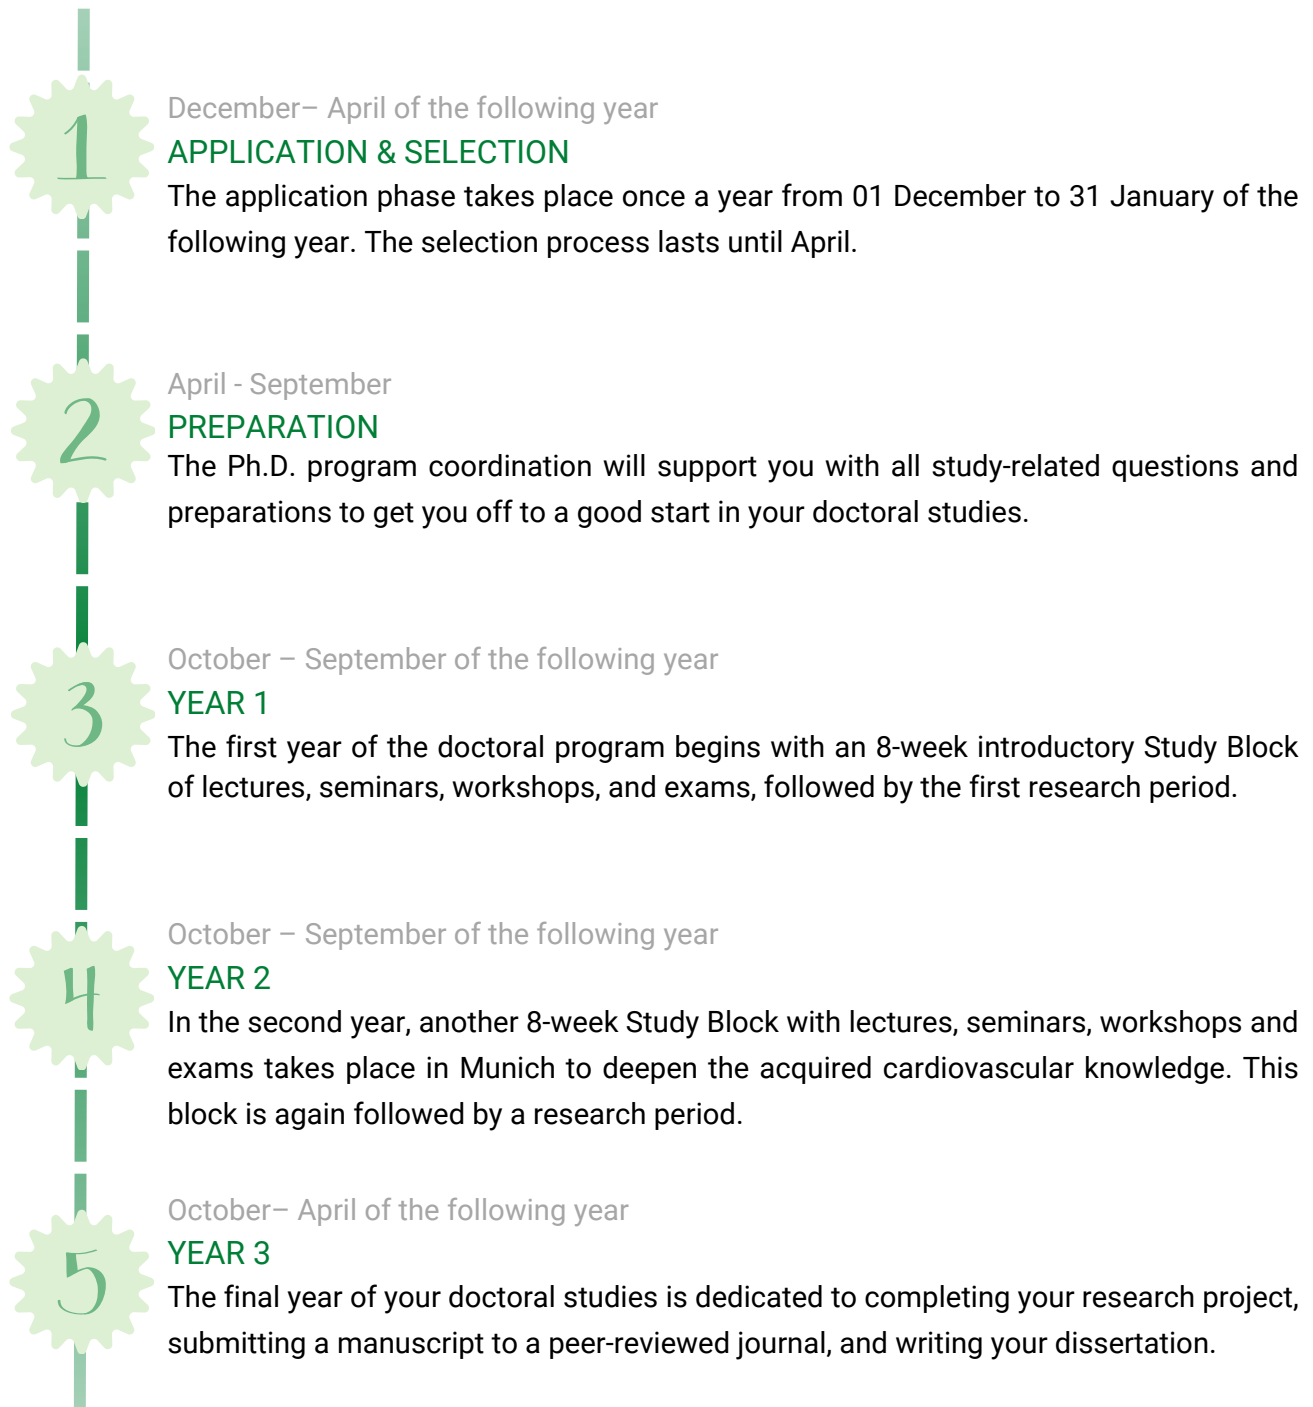 1
December– April of the following year
APPLICATION & SELECTION
The application phase takes place once a year from 01 December to 31 January of the
following year. The selection process lasts until April.
2
April - September
PREPARATION
The Ph.D. program coordination will support you with all study-related questions and
preparations to get you off to a good start in your doctoral studies.
3
October – September of the following year
YEAR 1
The first year of the doctoral program begins with an 8-week introductory Study Block
of lectures, seminars, workshops, and exams, followed by the first research period.
4
October – September of the following year
YEAR 2
In the second year, another 8-week Study Block with lectures, seminars, workshops and
exams takes place in Munich to deepen the acquired cardiovascular knowledge. This
block is again followed by a research period.
5
October– April of the following year
YEAR 3
The final year of your doctoral studies is dedicated to completing your research project,
submitting a manuscript to a peer-reviewed journal, and writing your dissertation.